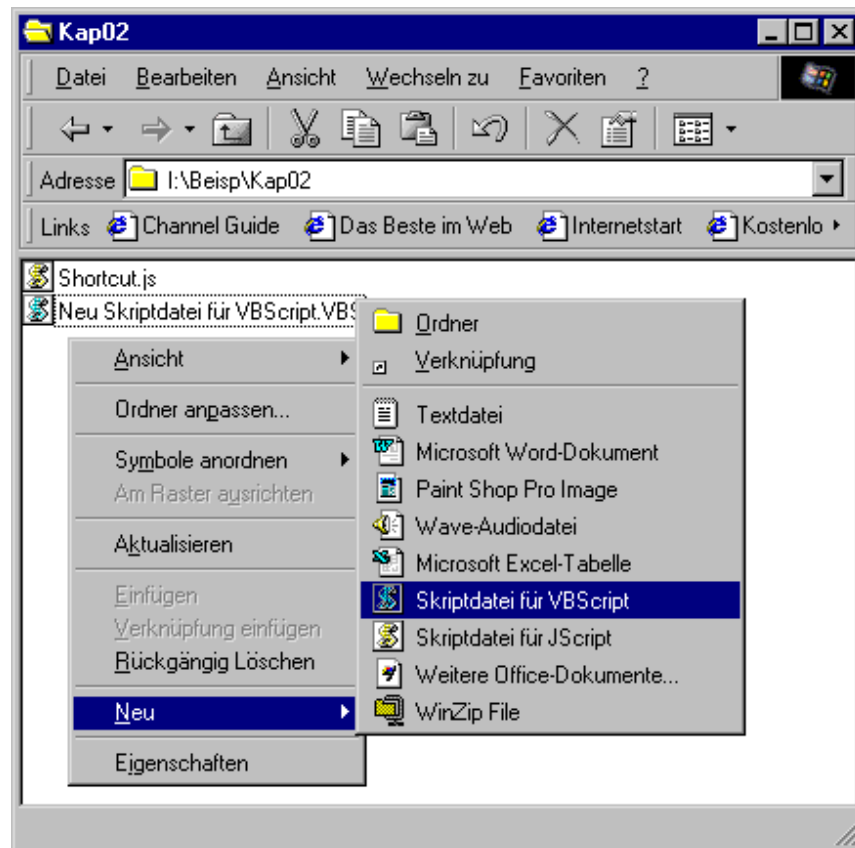 Kap02
Datei Bearbeiten Ansicht Wechseln zu Favoriten ?
Adresse I:\Beisp\Kap02
Links Channel Guide Das Beste im Web Internetstart Kostenlo
Shortcut.js
Neu Skriptdatei für VBScript.VBS
Ansicht
Ordner anpassen...
Symbole anordnen
Am Raster ausrichten
Aktualisieren
Einfügen
Verknüpfung einfügen
Rückgängig Löschen
Neu
Eigenschaften
Ordner
Verknüpfung
Textdatei
Microsoft Word-Dokument
Paint Shop Pro Image
Wave-Audiodatei
Microsoft Excel-Tabelle
Skriptdatei für VBScript
Skriptdatei für JScript
Weitere Office-Dokumente...
WinZip File